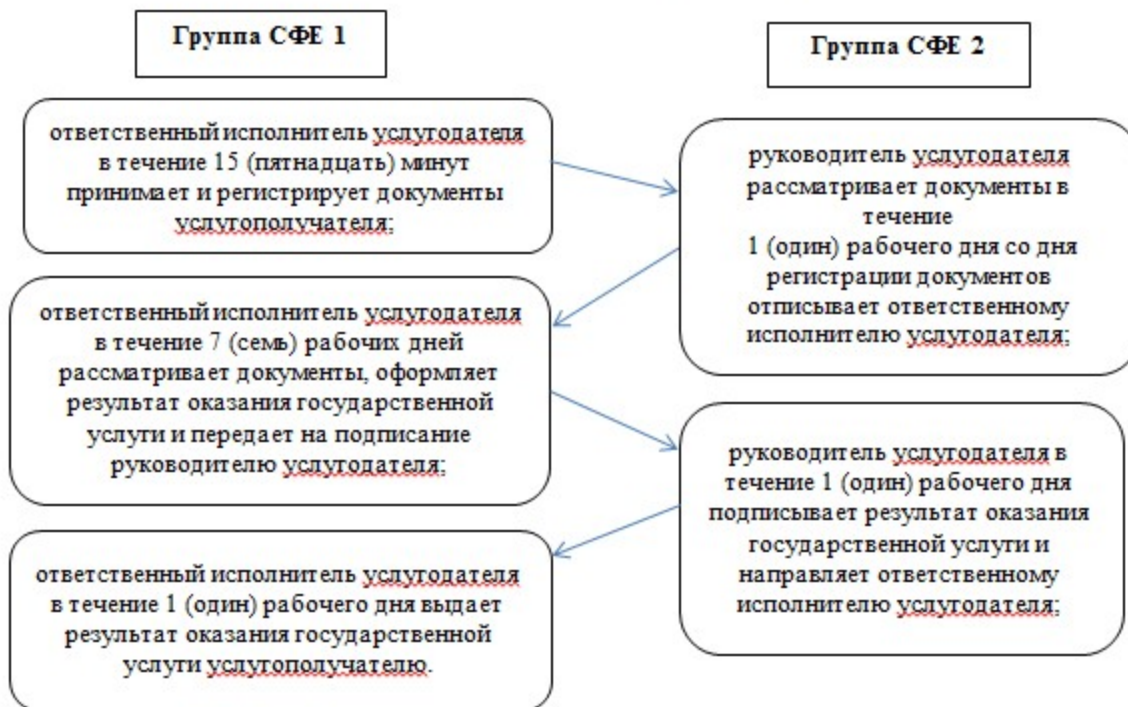 Группа СФЕ 1
Группа СФЕ 2
ответственный исполнитель услугодателя
в течение 15 (пятнадцать) минут
принимает и регистрирует документы
услугополучателя;
руководитель услугодателя
рассматривает документы в
течение
1 (один) рабочего дня со дня
регистрации документов
отписывает ответственному
исполнителю услугодателя;
ответственный исполнитель услугодателя
в течение 7 (семь) рабочих дней
рассматривает документы, оформляет
результат оказания государственной
услуги и передает на подписание
руководителю услугодателя;
руководитель услугодателя в
течение 1 (один) рабочего дня
подписывает результат оказания
государственной услуги и
направляет ответственному
исполнителю услугодателя;
ответственный исполнитель услугодателя
в течение 1 (один) рабочего дня выдает
результат оказания государственной
услуги услугополучателю.